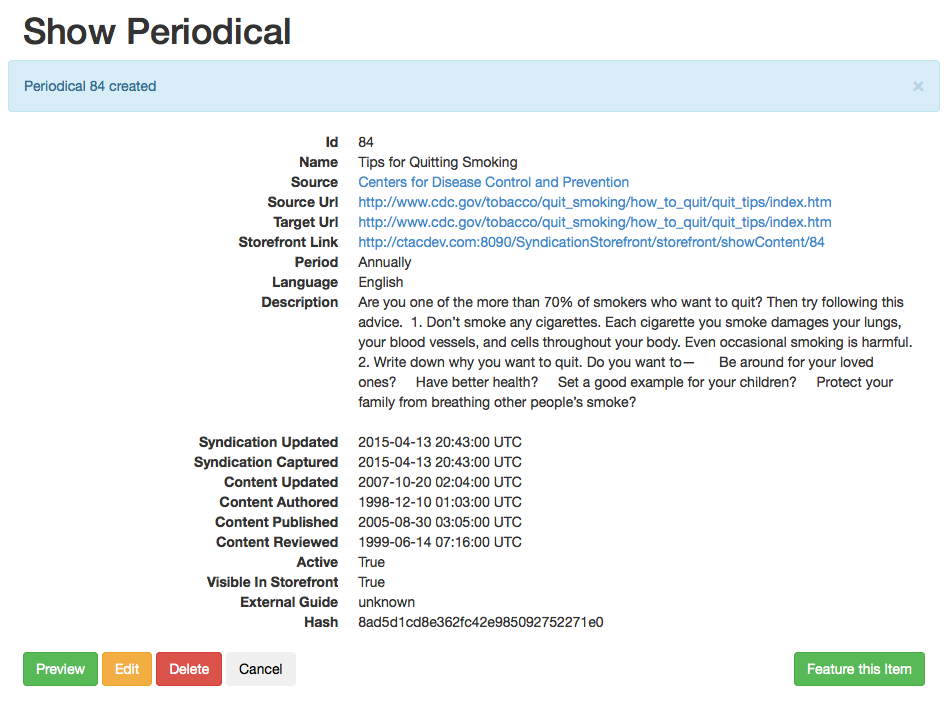 Show Periodical
Periodical 84 created ×
Id 84
Name Tips for Quitting Smoking
Source Centers for Disease Control and Prevention
Source Url http://www.cdc.gov/tobacco/quit_smoking/how_to_quit/quit_tips/index.htm
Target Url http://www.cdc.gov/tobacco/quit_smoking/how_to_quit/quit_tips/index.htm
Storefront Link http://ctacdev.com:8090/SyndicationStorefront/storefront/showContent/84
Period Annually
Language English
Description Are you one of the more than 70% of smokers who want to quit? Then try following this
advice.  1. Don’t smoke any cigarettes. Each cigarette you smoke damages your lungs,
your blood vessels, and cells throughout your body. Even occasional smoking is harmful.
2. Write down why you want to quit. Do you want to—      Be around for your loved
ones?     Have better health?     Set a good example for your children?     Protect your
family from breathing other people’s smoke?
Syndication Updated 2015-04-13 20:43:00 UTC
Syndication Captured 2015-04-13 20:43:00 UTC
Content Updated 2007-10-20 02:04:00 UTC
Content Authored 1998-12-10 01:03:00 UTC
Content Published 2005-08-30 03:05:00 UTC
Content Reviewed 1999-06-14 07:16:00 UTC
Active True
Visible In Storefront True
External Guide unknown
Hash 8ad5d1cd8e362fc42e985092752271e0
Preview Edit Delete Cancel Feature this Item